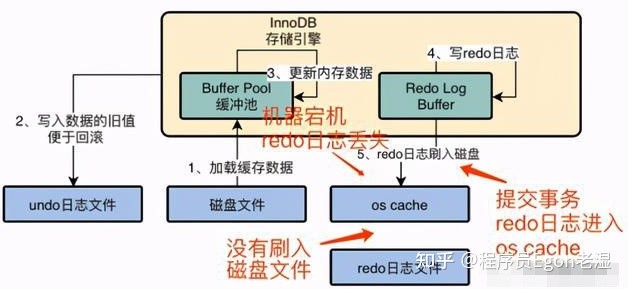 InnoDB
存储引擎
4、写redo日志
3、更新内存数据
Buffer Pool
缓冲池
Redo Log
Buffer
2、写入数据的旧值
便于回滚
机器宕机
redo日志丢失
5、redo日志刷入磁盘
1、加载缓存数据
undo日志文件
磁盘文件
os cache
提交事务
redo日志进入
os cache
没有刷入
磁盘文件
redo日志文件
知乎 @程序员Egon老湿